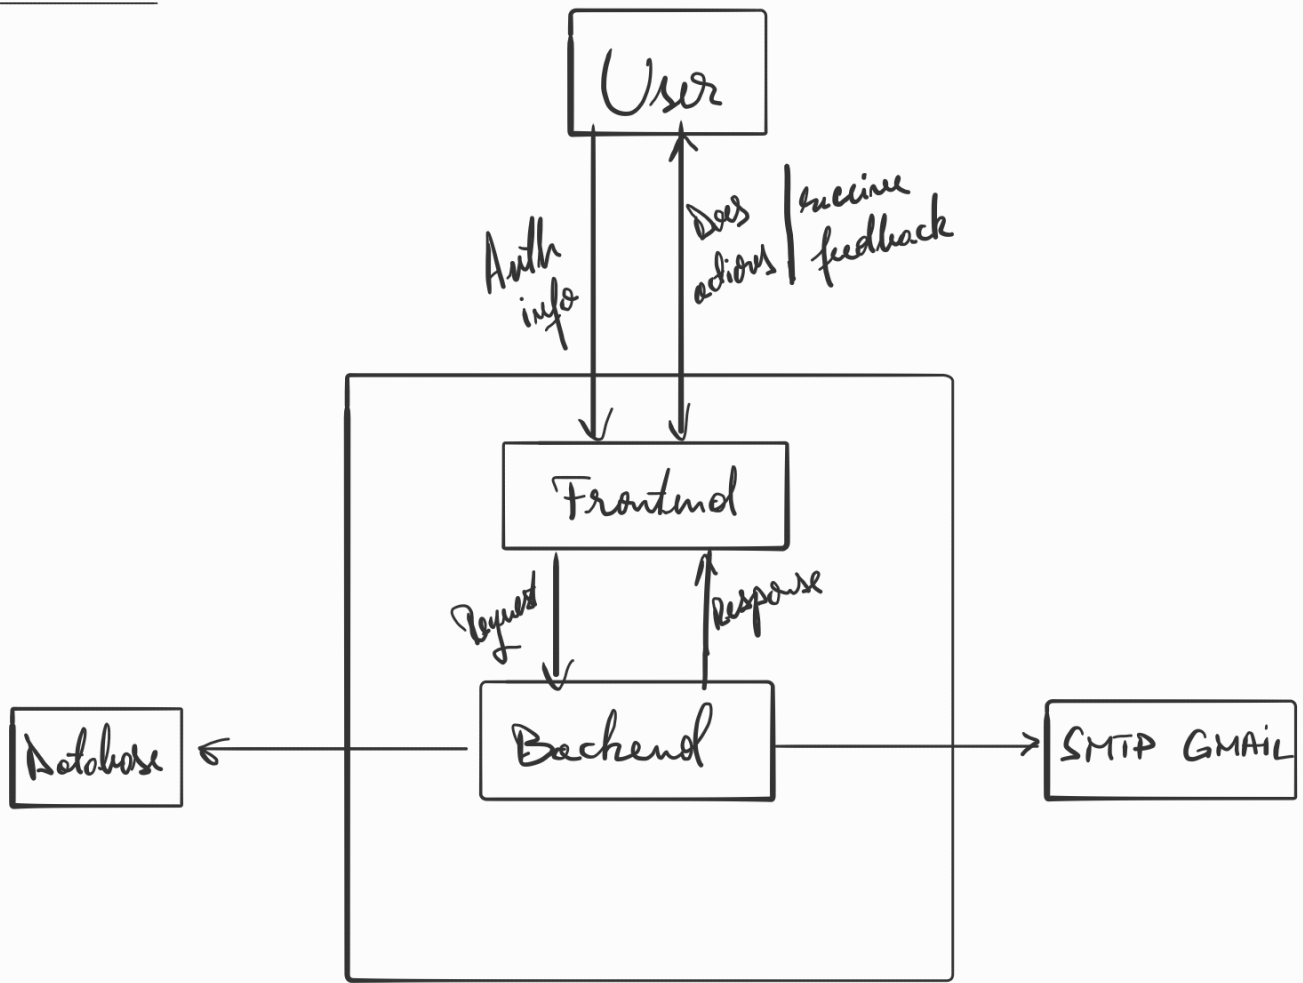 User
Auth
info
Does
actions
receive
feedback
Frontend
Request
Response
Backend
Database
SMTP GMAiL